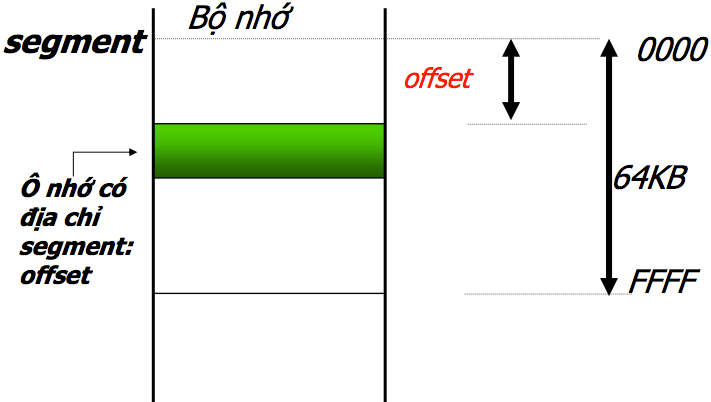 Bộ nhớ
segment
0000
offset
64KB
Ô nhớ có
địa chỉ
segment:
offset
FFFF